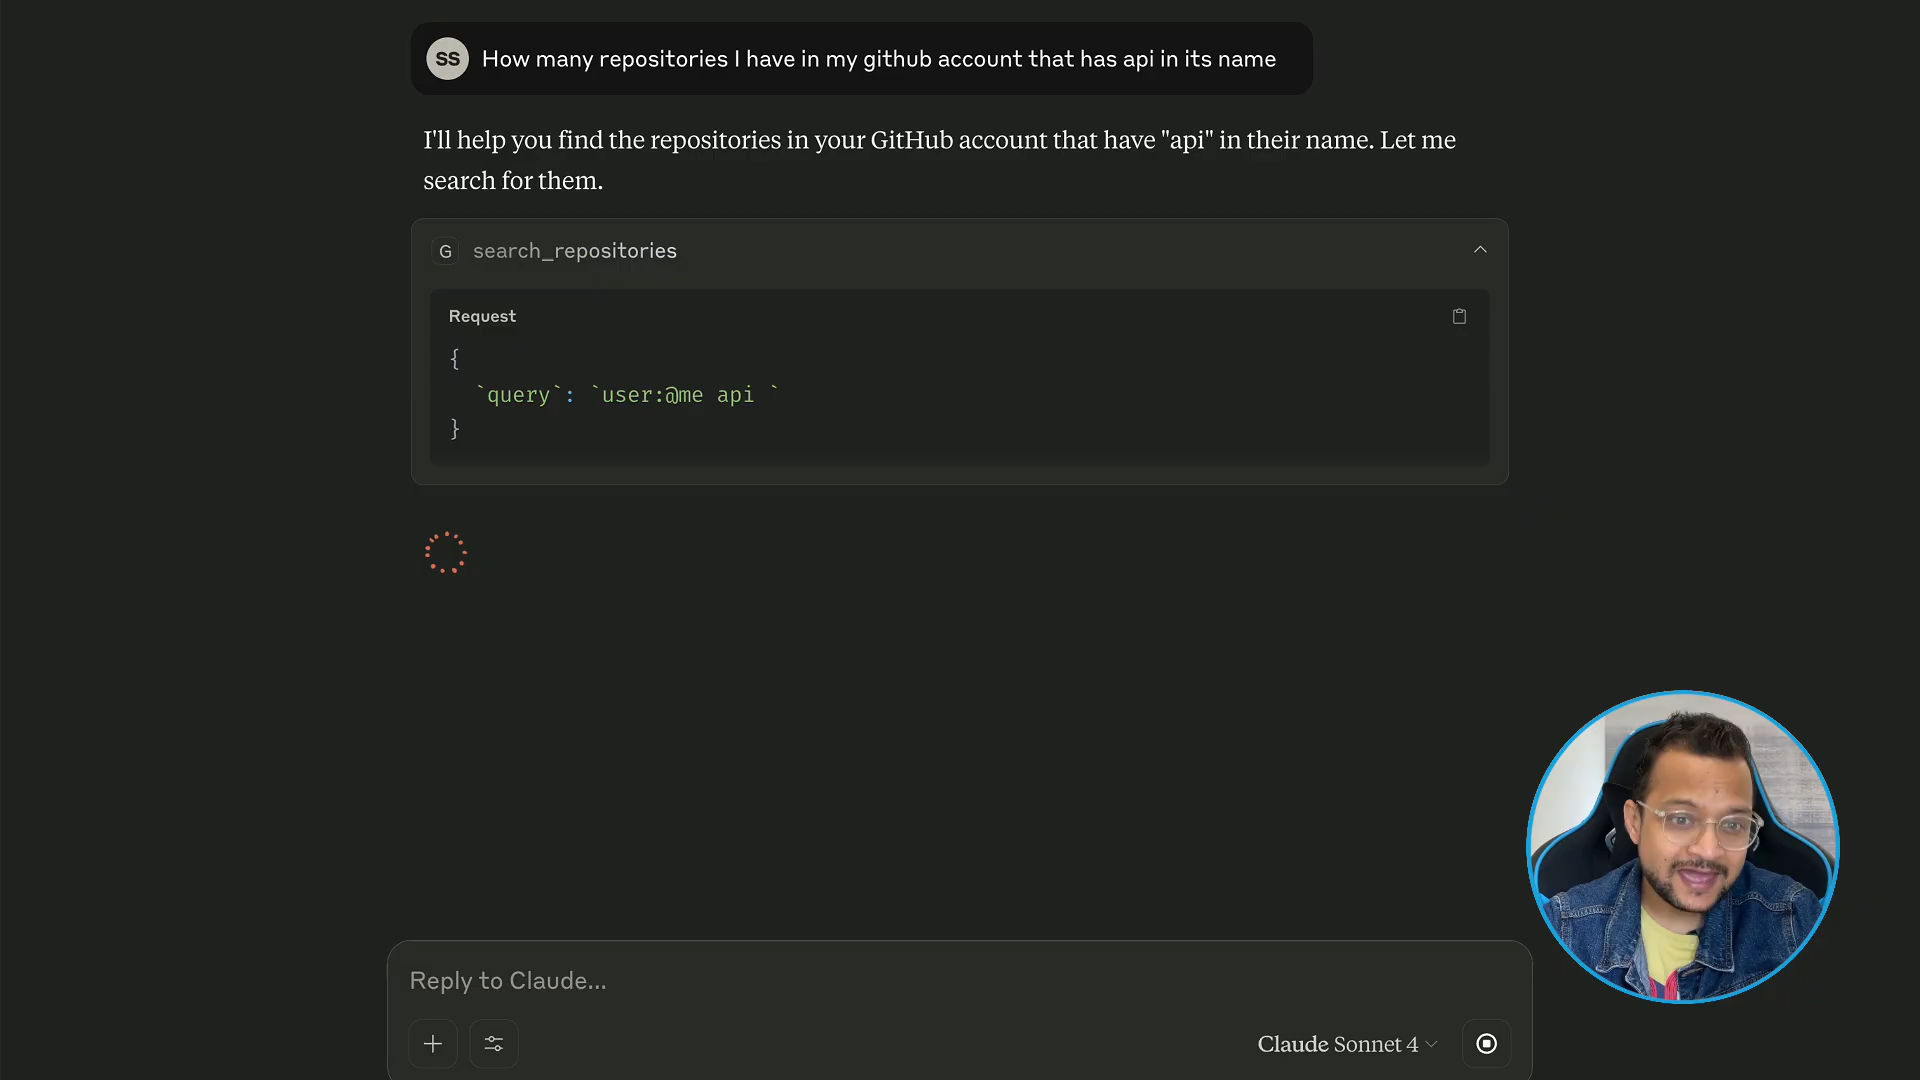 SS How many repositories I have in my github account that has api in its name
I'll help you find the repositories in your GitHub account that have "api" in their name. Let me
search for them.
G search_repositories
Request
{
`query`: `user:@me api `
}
Reply to Claude...
Claude Sonnet 4